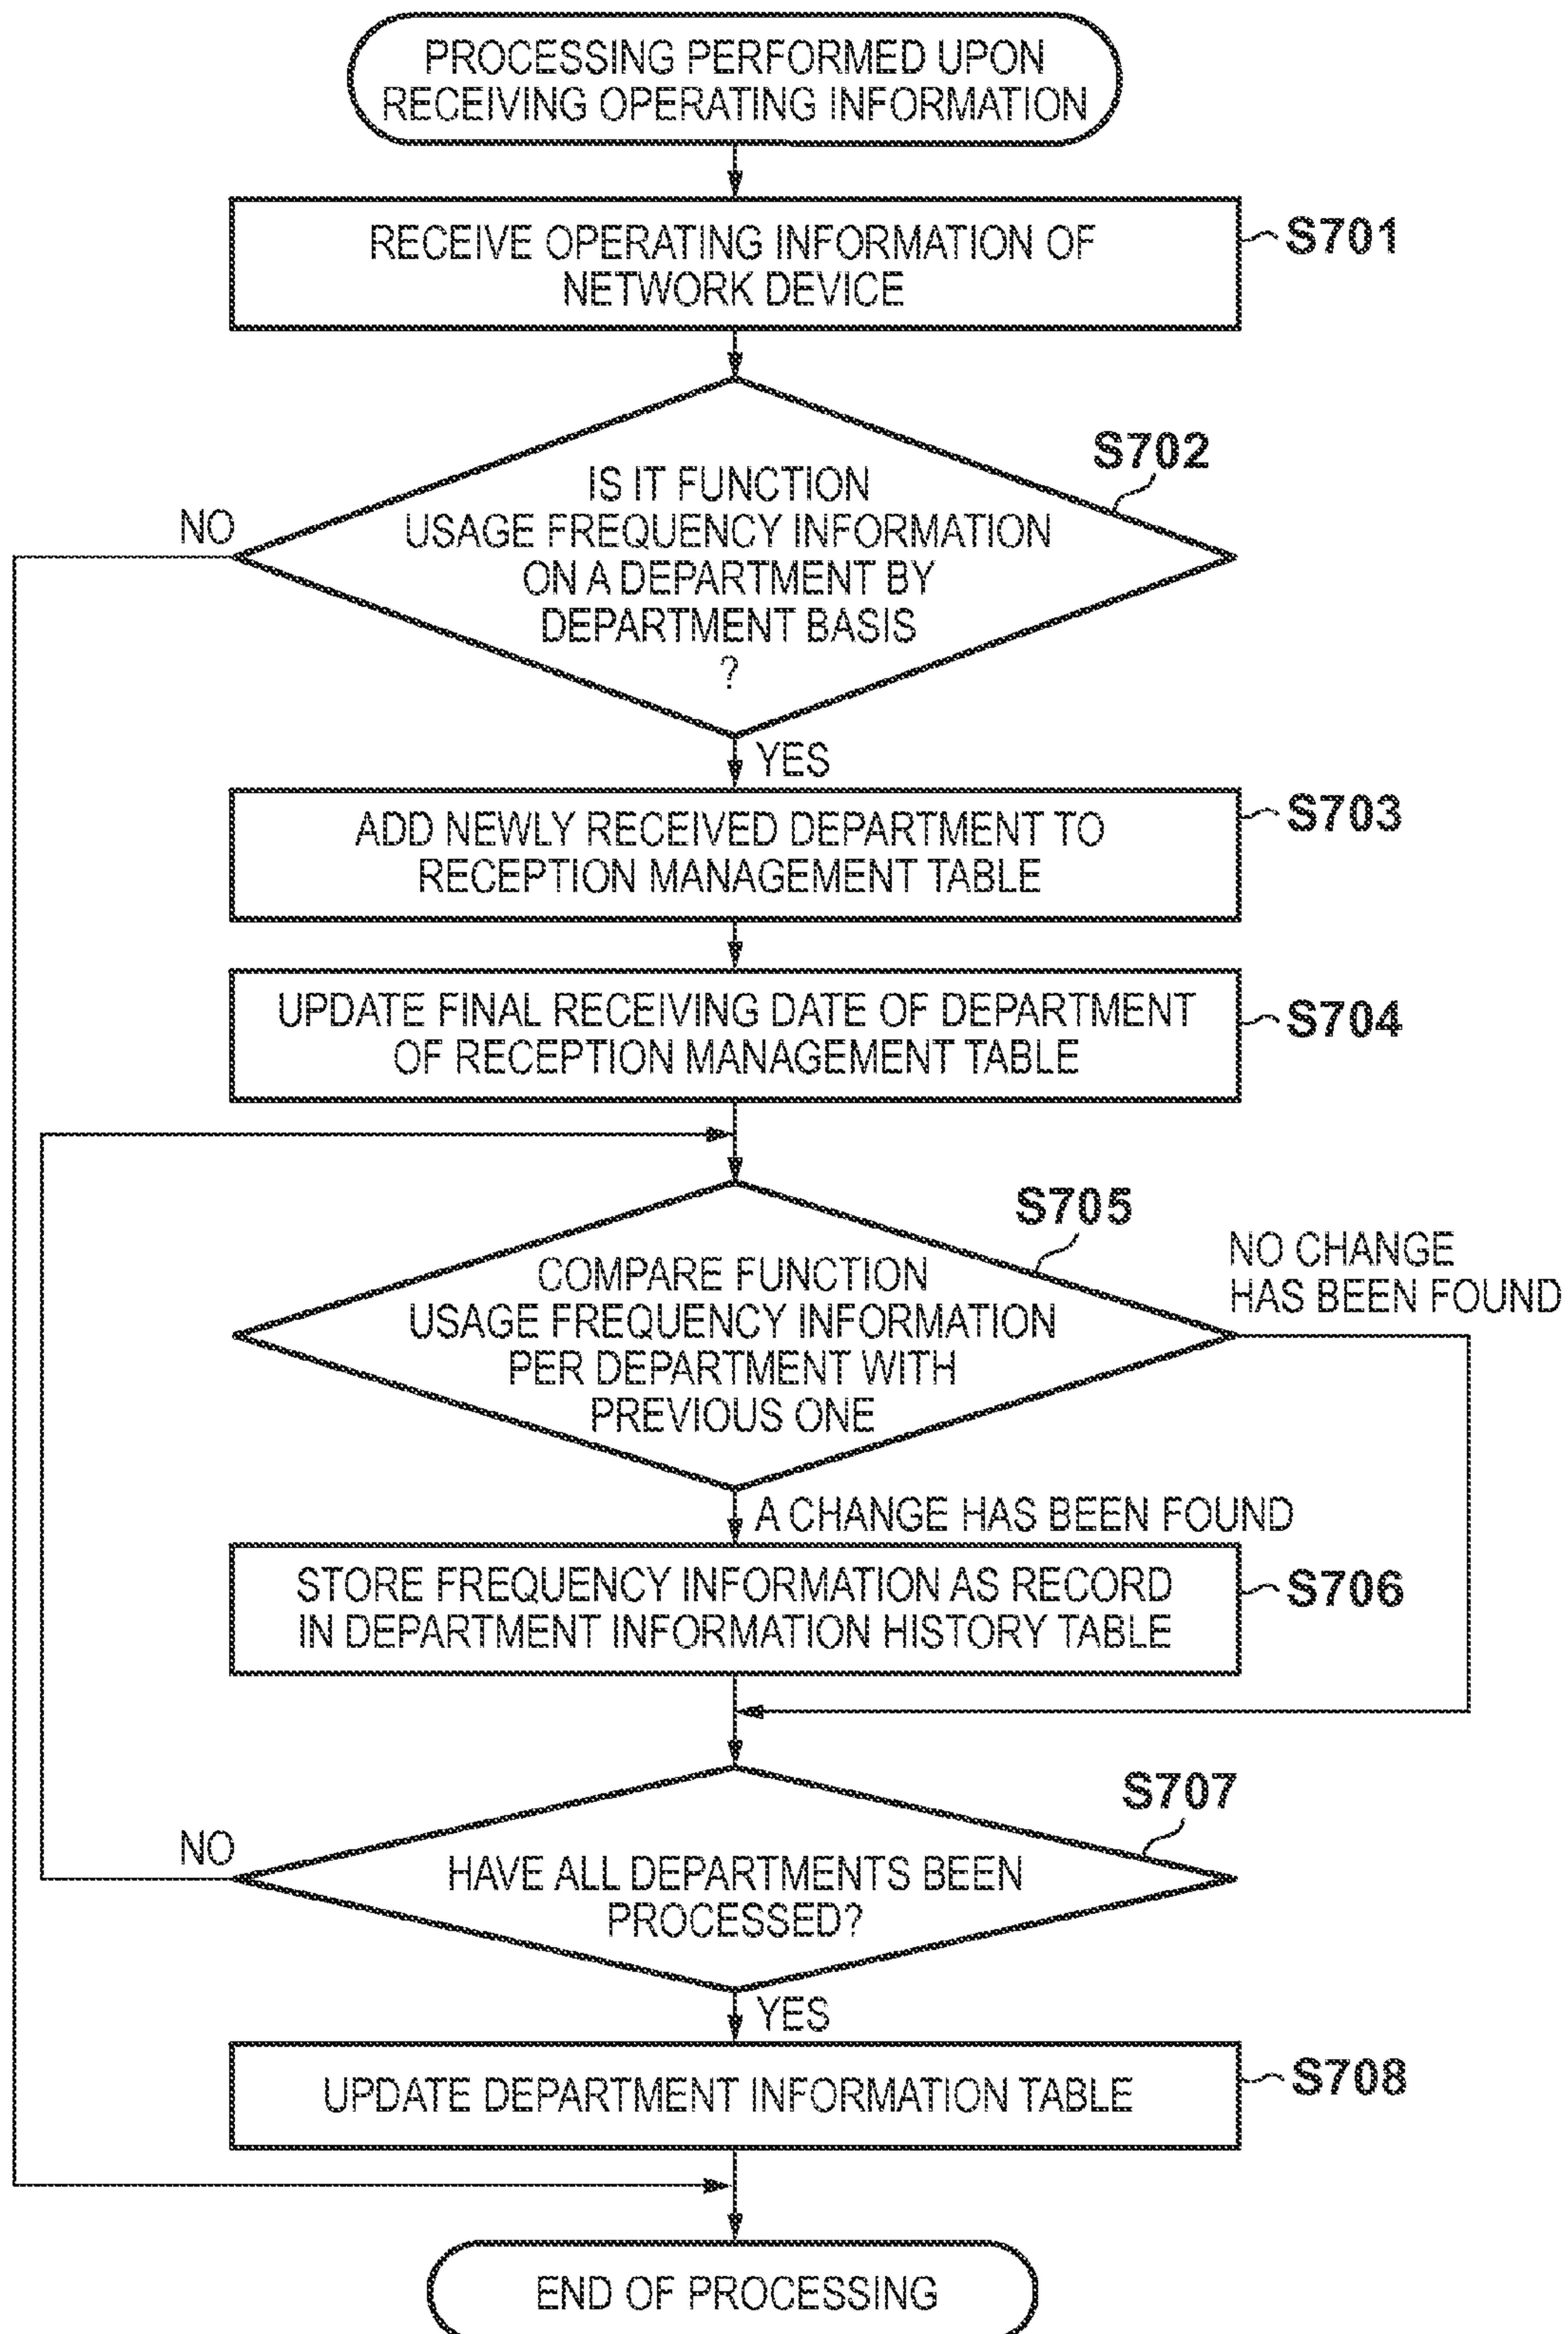 PROCESSING PERFORMED UPON
RECEIVING OPERATING INFORMATION
RECEIVE OPERATING INFORMATION OF
NETWORK DEVICE
S701
S702
IS IT FUNCTION
USAGE FREQUENCY INFORMATION
ON A DEPARTMENT BY
DEPARTMENT BASIS
?
NO
YES
ADD NEWLY RECEIVED DEPARTMENT TO
RECEPTION MANAGEMENT TABLE
S703
UPDATE FINAL RECEIVING DATE OF DEPARTMENT
OF RECEPTION MANAGEMENT TABLE
S704
S705
COMPARE FUNCTION
USAGE FREQUENCY INFORMATION
PER DEPARTMENT WITH
PREVIOUS ONE
NO CHANGE
HAS BEEN FOUND
A CHANGE HAS BEEN FOUND
STORE FREQUENCY INFORMATION AS RECORD
IN DEPARTMENT INFORMATION HISTORY TABLE
S706
S707
NO
HAVE ALL DEPARTMENTS BEEN
PROCESSED?
YES
UPDATE DEPARTMENT INFORMATION TABLE
S708
END OF PROCESSING